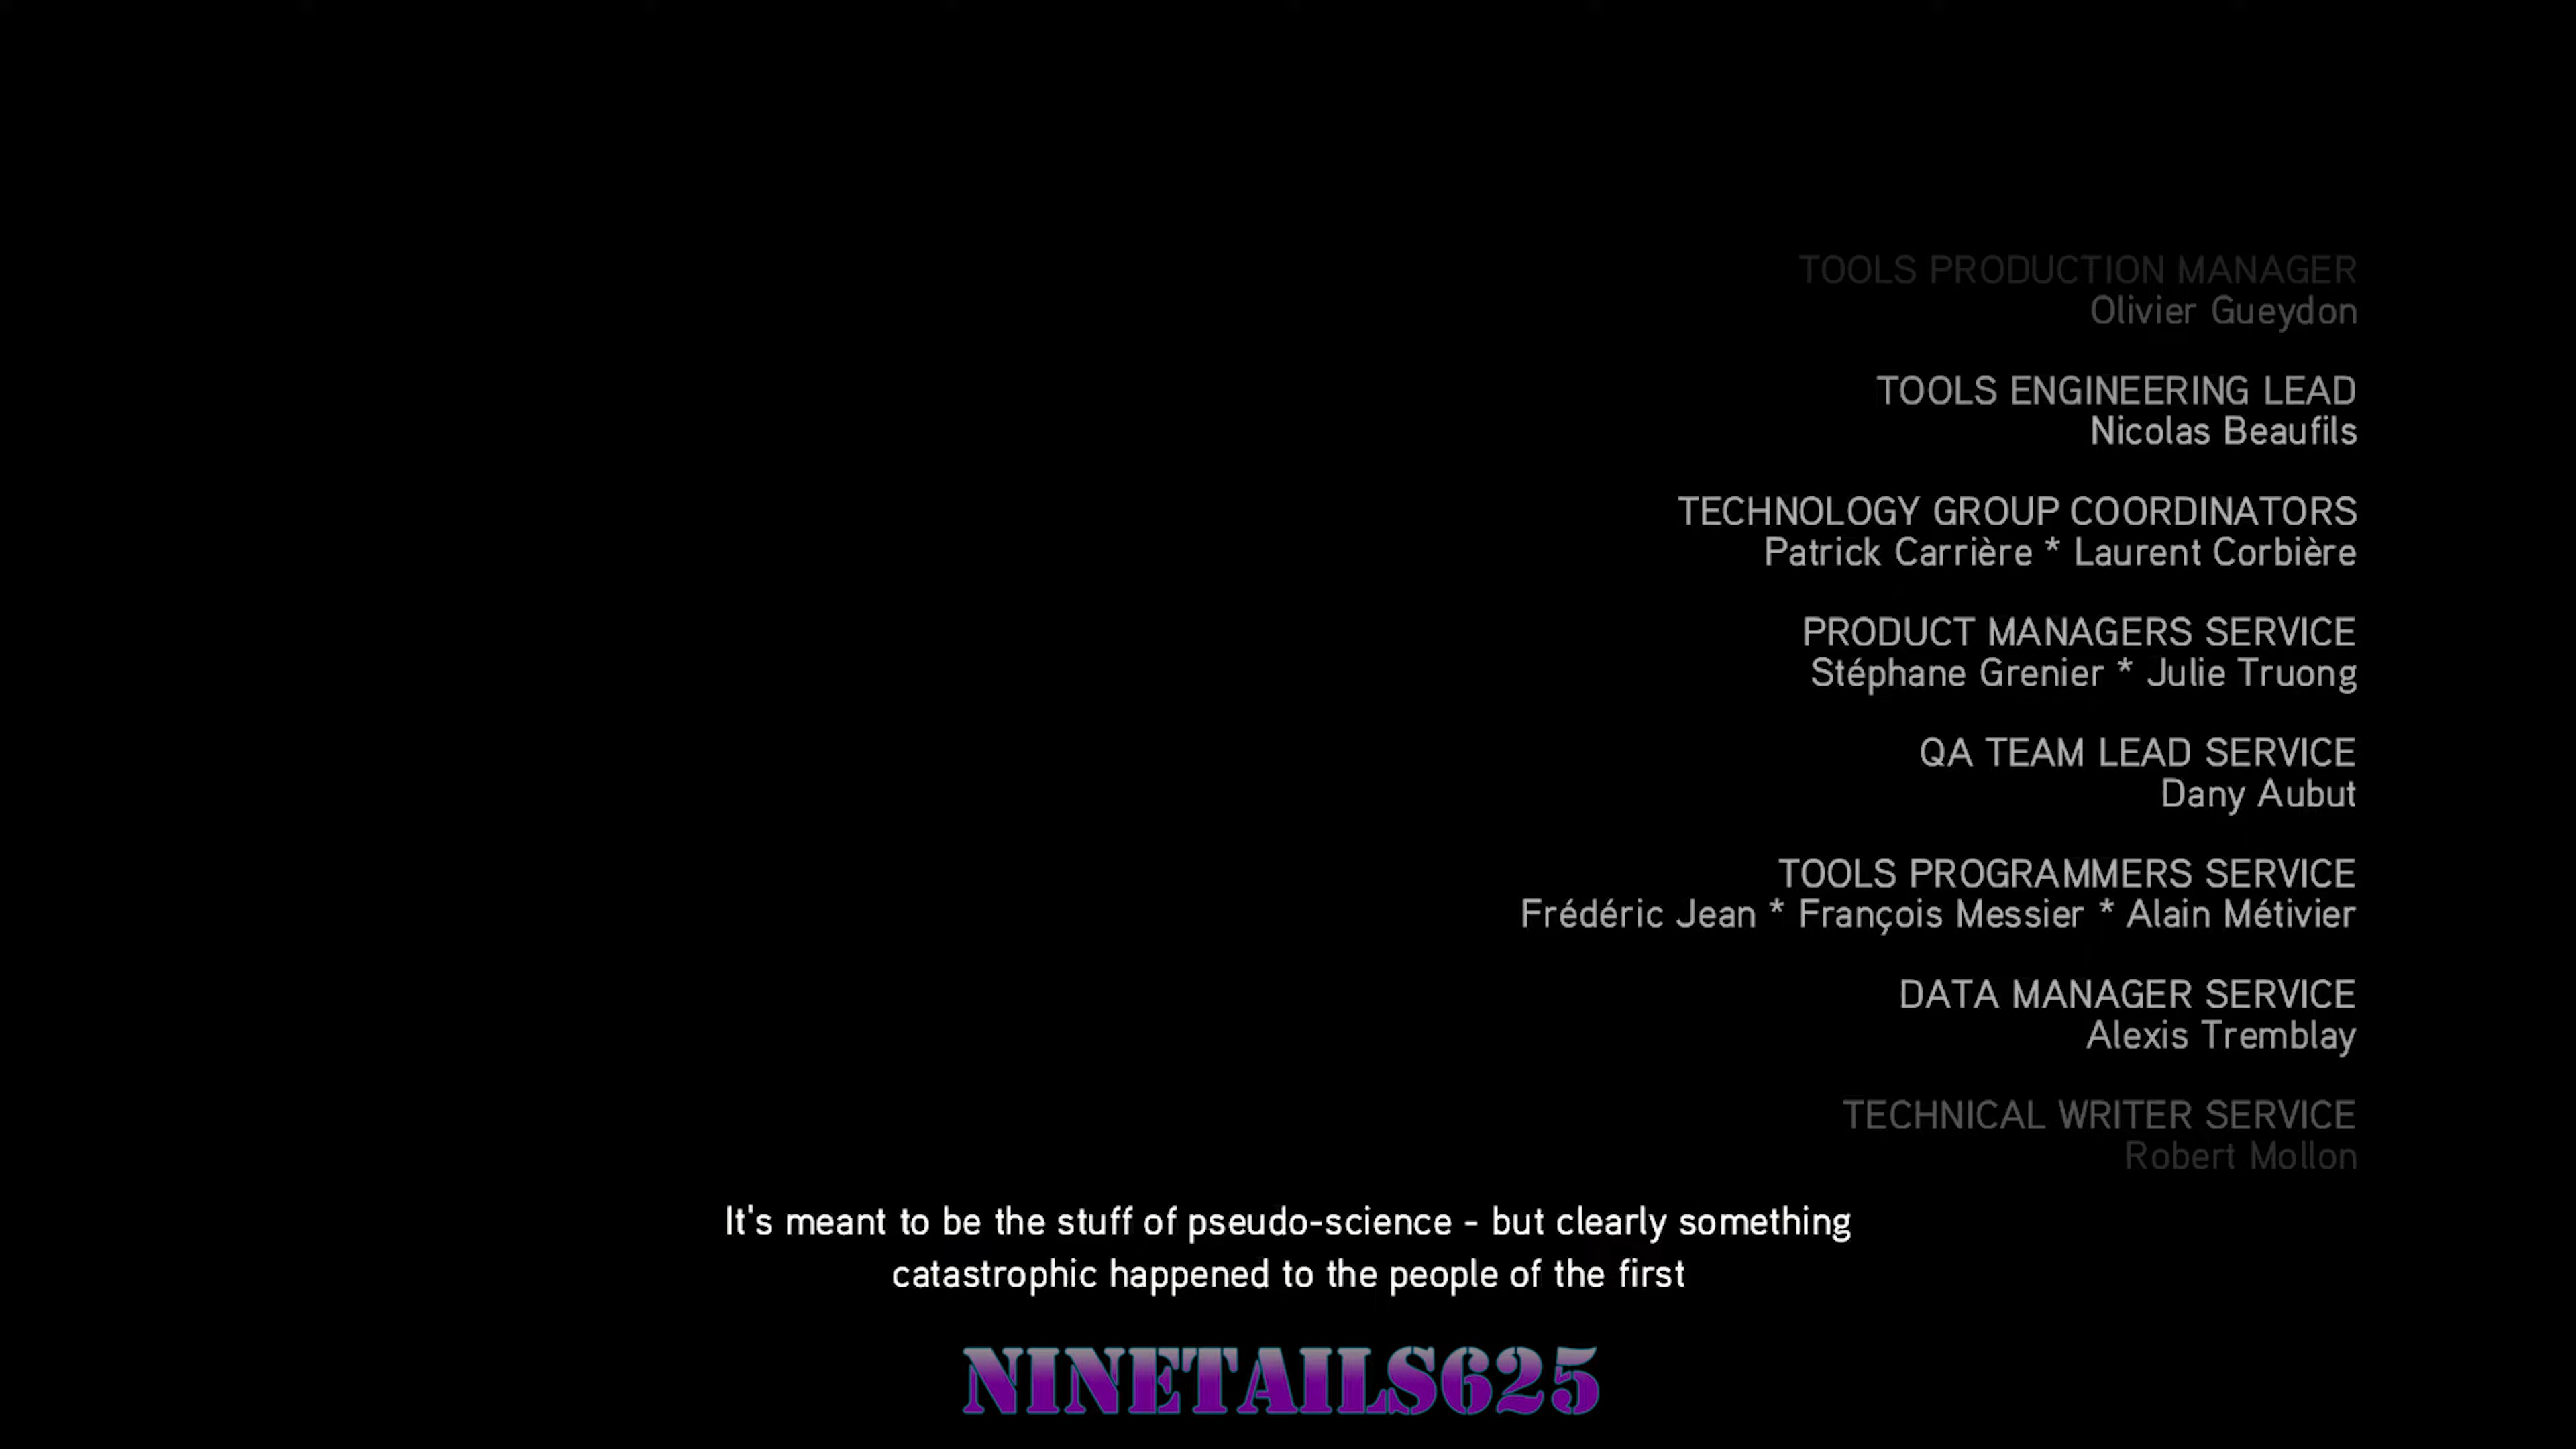 TOOLS PRODUCTION MANAGER
Olivier Gueydon
TOOLS ENGINEERING LEAD
Nicolas Beaufils
TECHNOLOGY GROUP COORDINATORS
Patrick Carrière * Laurent Corbière
PRODUCT MANAGERS SERVICE
Stéphane Grenier * Julie Truong
QA TEAM LEAD SERVICE
Dany Aubut
TOOLS PROGRAMMERS SERVICE
Frédéric Jean * François Messier * Alain Métivier
DATA MANAGER SERVICE
Alexis Tremblay
TECHNICAL WRITER SERVICE
Robert Mollon
It's meant to be the stuff of pseudo-science - but clearly something
catastrophic happened to the people of the first
NINETAILS625